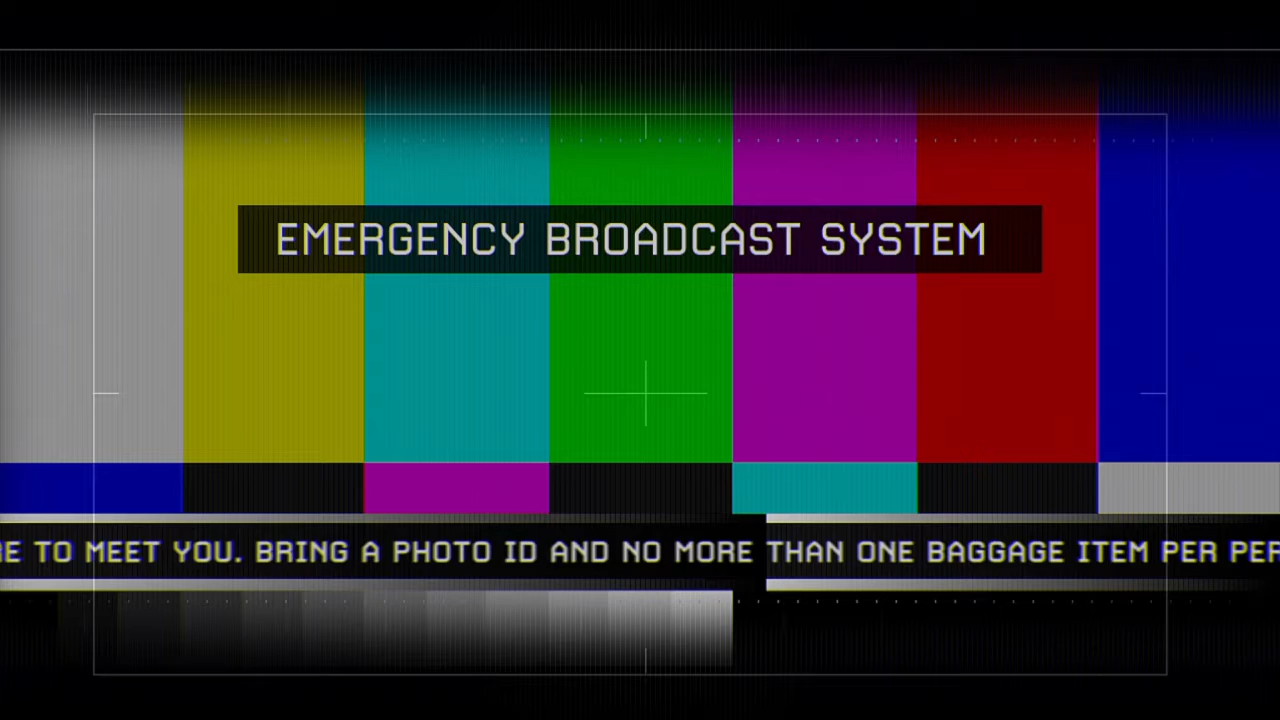 EMERGENCY BROADCAST SYSTEM
TO MEET YOU. BRING A PHOTO ID AND NO MORE THAN ONE BAGGAGE ITEM PER